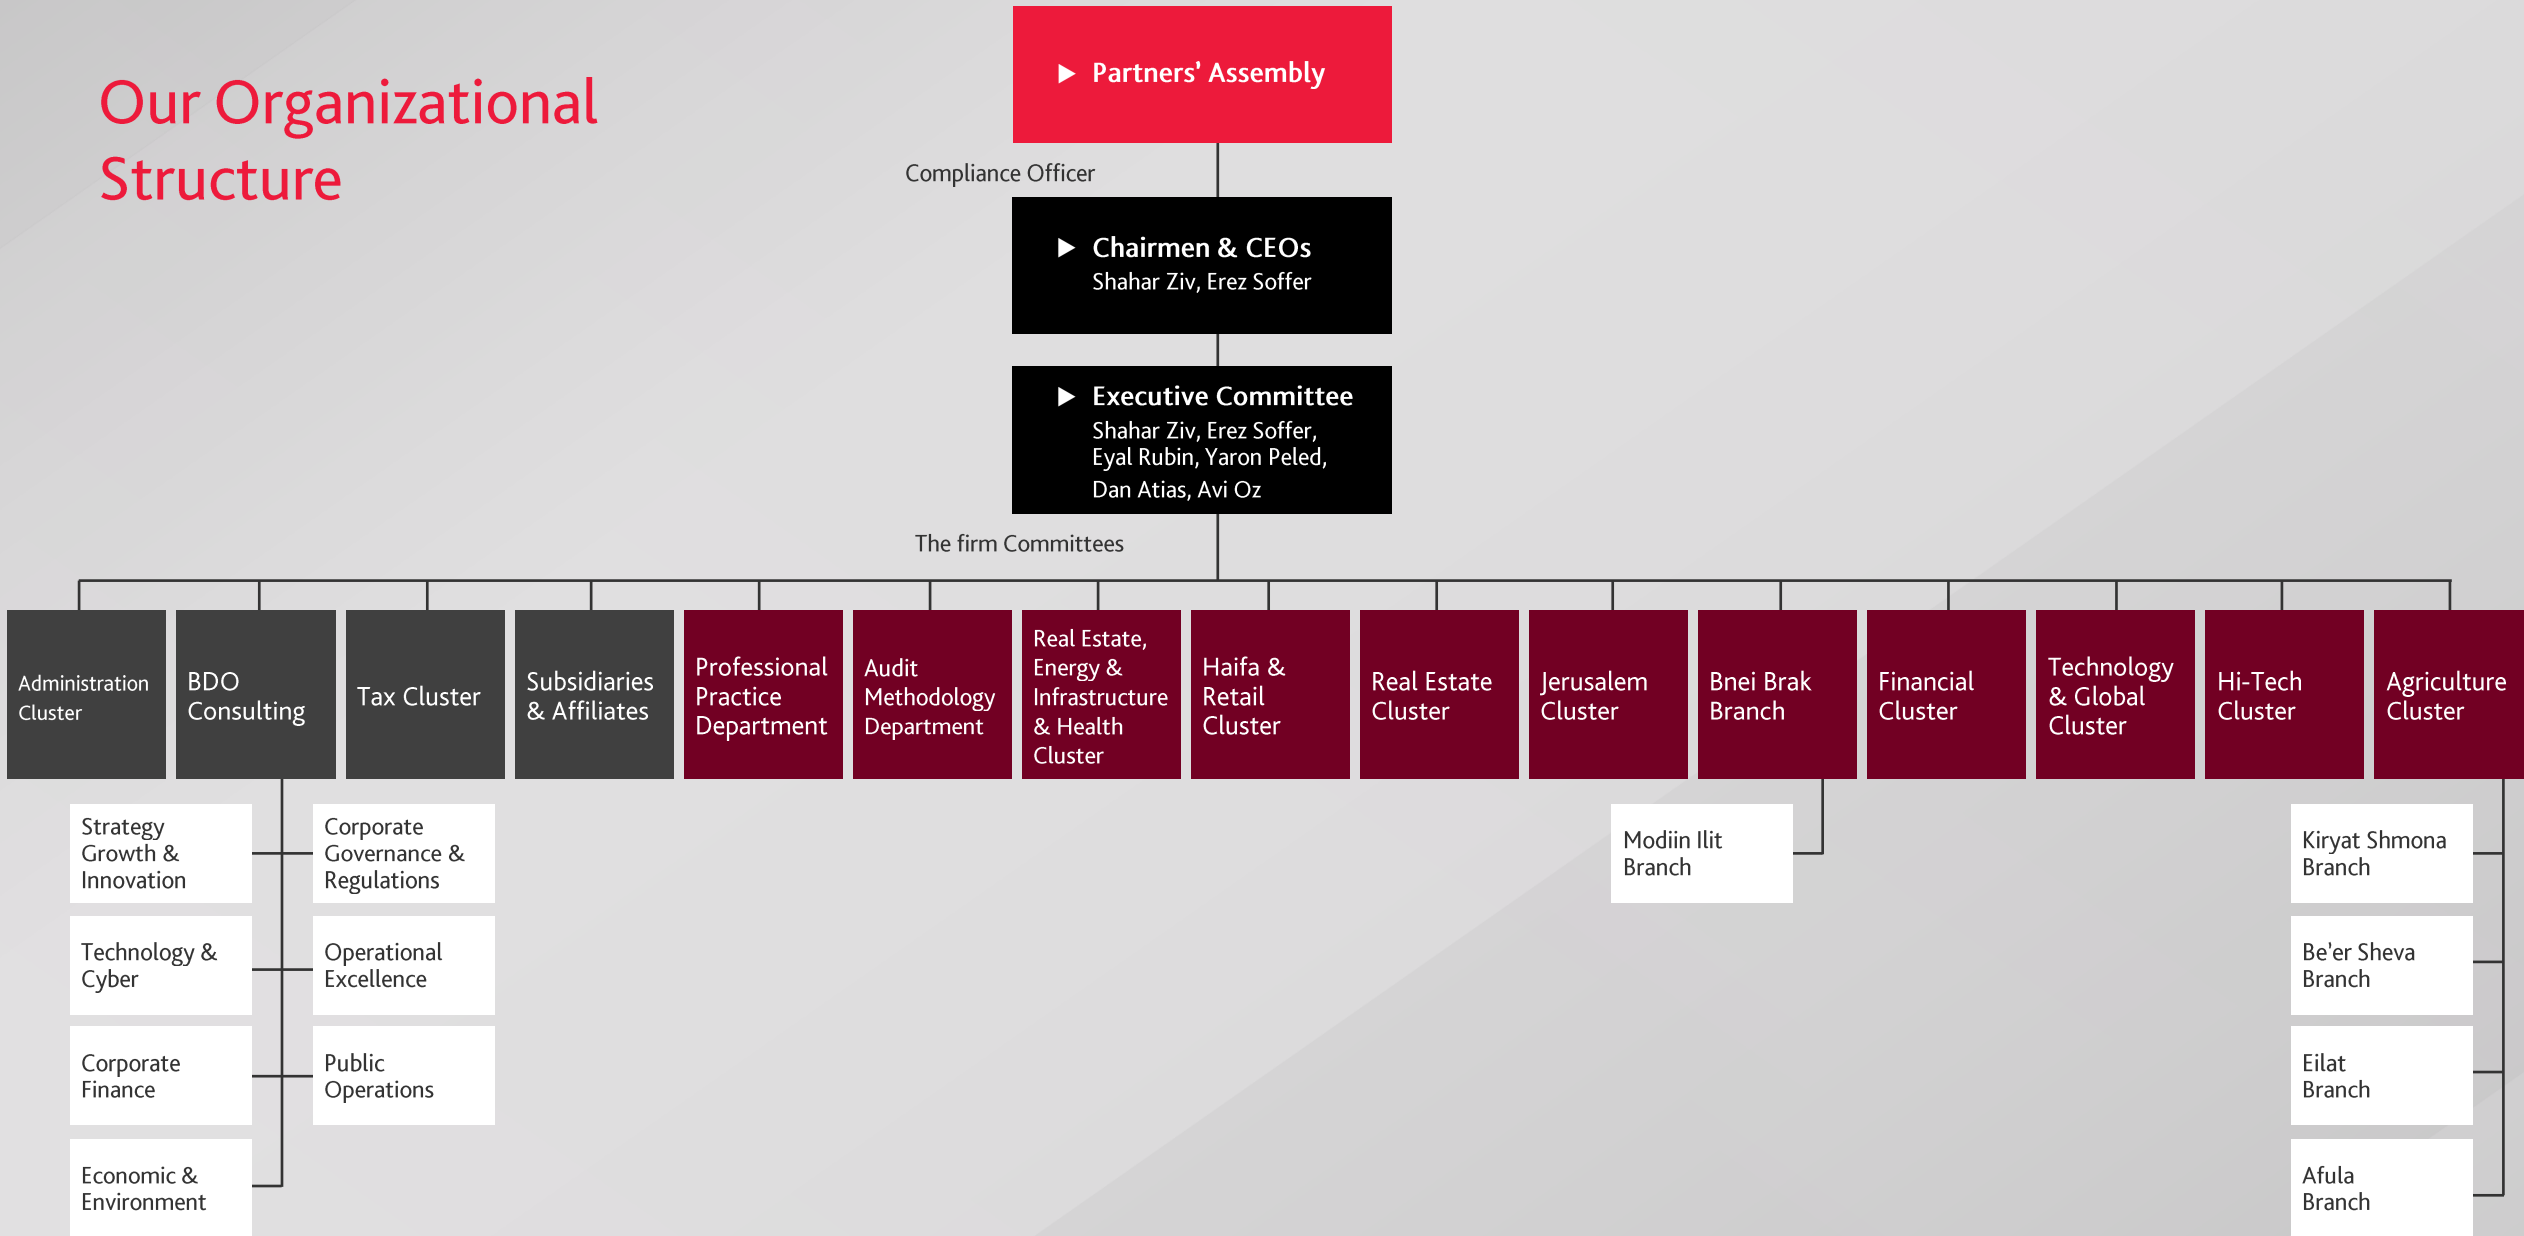 Our Organizational
Structure
Partners’ Assembly
Compliance Officer
Chairmen & CEOs
Shahar Ziv, Erez Soffer
Executive Committee
Shahar Ziv, Erez Soffer,
Eyal Rubin, Yaron Peled,
Dan Atias, Avi Oz
The firm Committees
Administration
Cluster
BDO
Consulting
Tax Cluster
Subsidiaries
& Affiliates
Professional
Practice
Department
Audit
Methodology
Department
Real Estate,
Energy &
Infrastructure
& Health
Cluster
Haifa &
Retail
Cluster
Real Estate
Cluster
Jerusalem
Cluster
Bnei Brak
Branch
Financial
Cluster
Technology
& Global
Cluster
Hi-Tech
Cluster
Agriculture
Cluster
Strategy
Growth &
Innovation
Corporate
Governance &
Regulations
Technology &
Cyber
Operational
Excellence
Corporate
Finance
Public
Operations
Economic &
Environment
Modiin Ilit
Branch
Kiryat Shmona
Branch
Be’er Sheva
Branch
Eilat
Branch
Afula
Branch